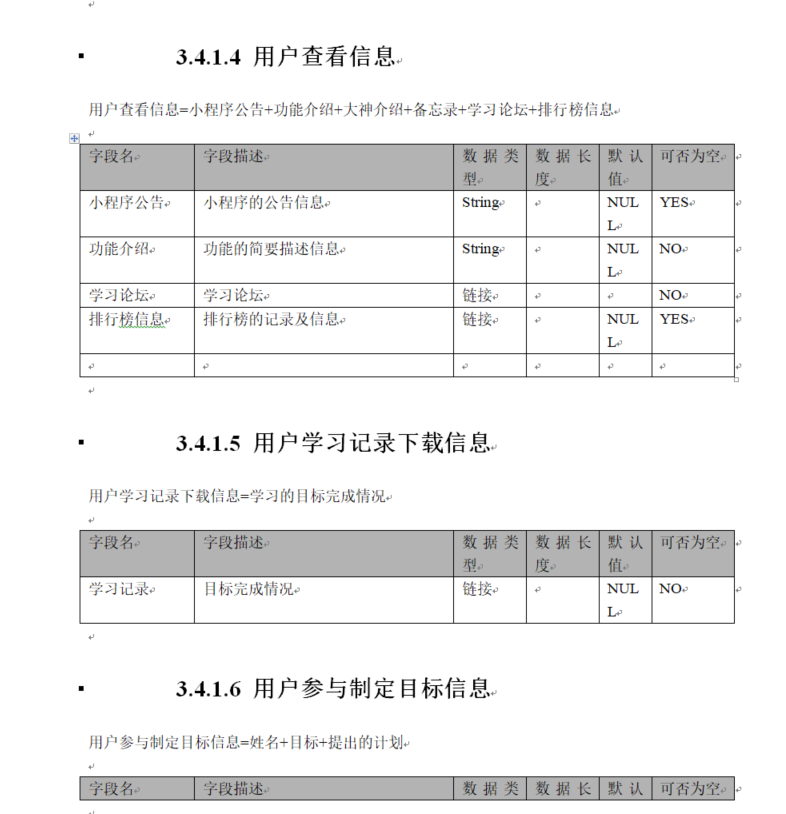 3.4.1.4 用户查看信息
用户查看信息=小程序公告+功能介绍+大神介绍+备忘录+学习论坛+排行榜信息
字段名 字段描述 数据类型 数据长度 默认值 可否为空
小程序公告 小程序的公告信息 String NULL YES
功能介绍 功能的简要描述信息 String NULL NO
学习论坛 学习论坛 链接 NO
排行榜信息 排行榜的记录及信息 链接 NULL YES
3.4.1.5 用户学习记录下载信息
用户学习记录下载信息=学习的目标完成情况
字段名 字段描述 数据类型 数据长度 默认值 可否为空
学习记录 目标完成情况 链接 NULL NO
3.4.1.6 用户参与制定目标信息
用户参与制定目标信息=姓名+目标+提出的计划
字段名 字段描述 数据类 数据长 默认 可否为空